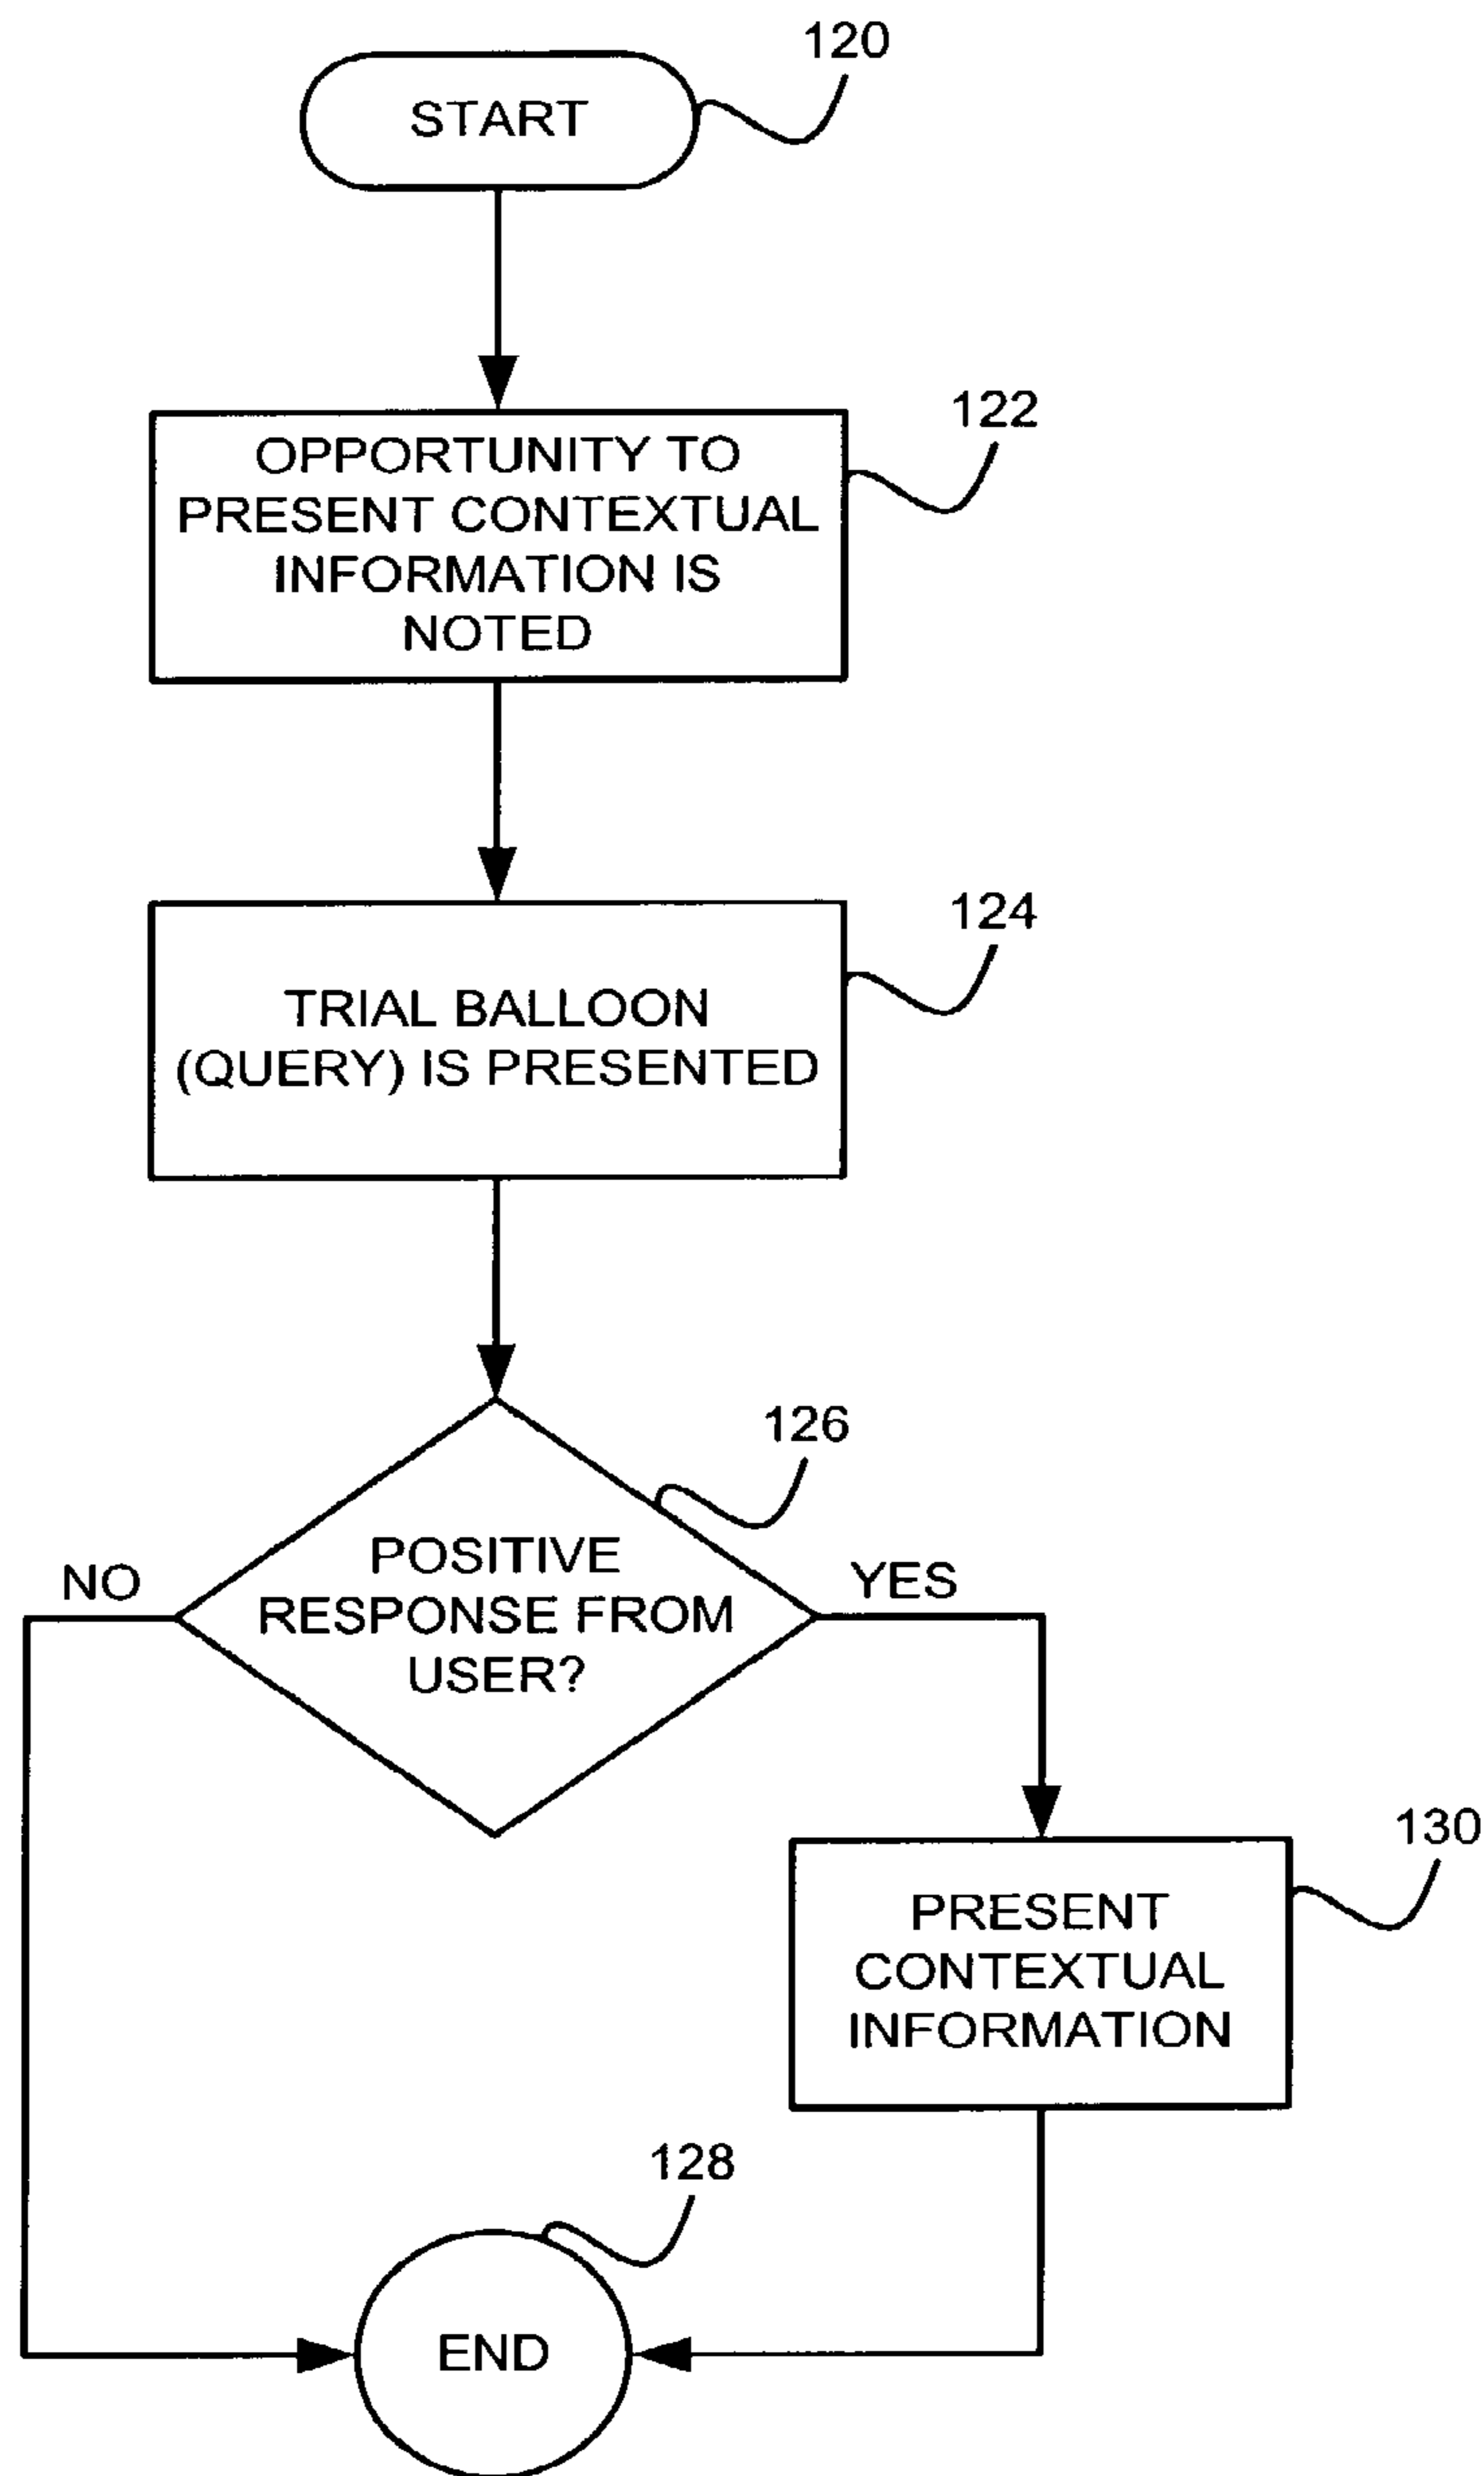 120
START
122
OPPORTUNITY TO
PRESENT CONTEXTUAL
INFORMATION IS
NOTED
124
TRIAL BALLOON
(QUERY) IS PRESENTED
126
POSITIVE
RESPONSE FROM
USER?
NO
YES
130
PRESENT
CONTEXTUAL
INFORMATION
128
END